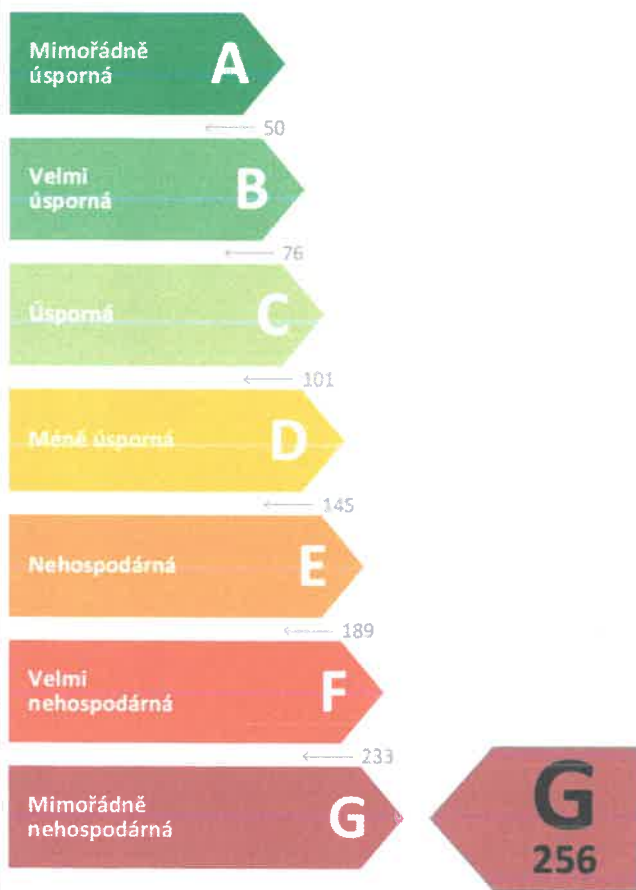 Mimořádně
úsporná
A
50
Velmi
úsporná
B
76
Úsporná
C
101
Méně úsporná
D
145
Nehospodárná
E
189
Velmi
nehospodárná
F
233
Mimořádně
nehospodárná
G
G
256